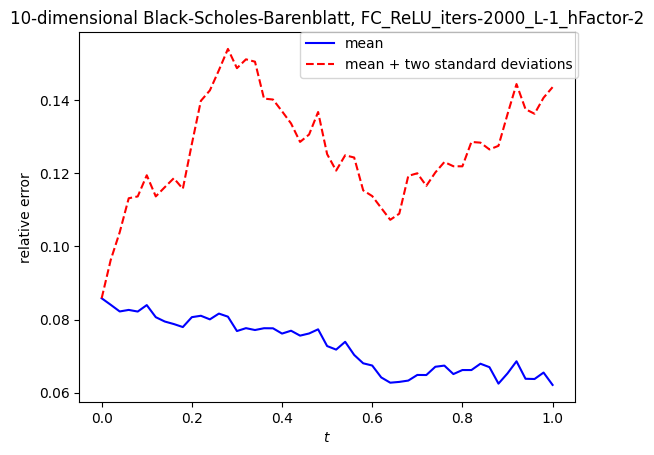 10-dimensional Black-Scholes-Barenblatt, FC_ReLU_iters-2000_L-1_hFactor-2
mean
mean + two standard deviations
relative error
0.14
0.12
0.10
0.08
0.06
0.0 0.2 0.4 0.6 0.8 1.0
t